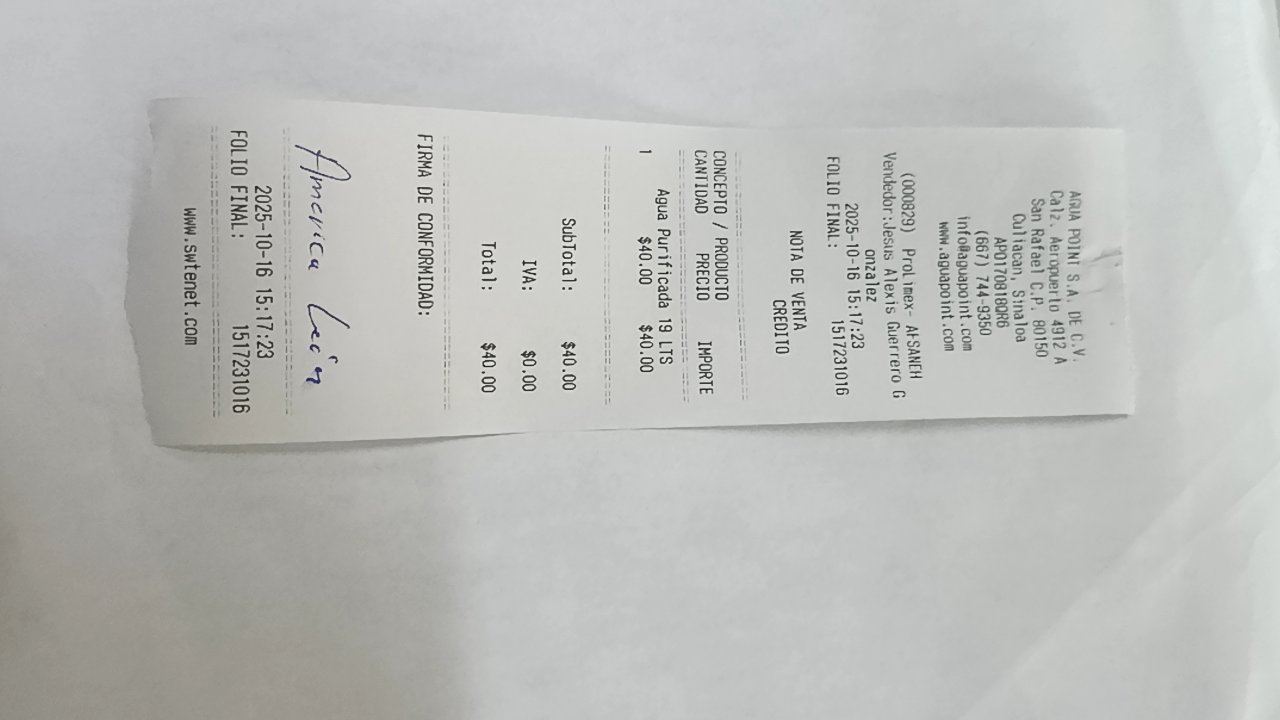 AGUA POINT S.A. DE C.V.
Calz. Aeropuerto 4912 A
San Rafael C.P. 80150
Culiacan, Sinaloa
APO170818QR6
(667) 744-9350
info@aguapoint.com
www.aguapoint.com
(000829) Prolimex- AFSANEH
Vendedor:Jesus Alexis Guerrero G
onzalez
2025-10-16 15:17:23
FOLIO FINAL: 1517231016
NOTA DE VENTA
CREDITO
CONCEPTO / PRODUCTO
CANTIDAD PRECIO IMPORTE
Agua Purificada 19 LTS
1 $40.00 $40.00
SubTotal: $40.00
IVA: $0.00
Total: $40.00
FIRMA DE CONFORMIDAD:
America León
2025-10-16 15:17:23
FOLIO FINAL: 1517231016
www.swtenet.com